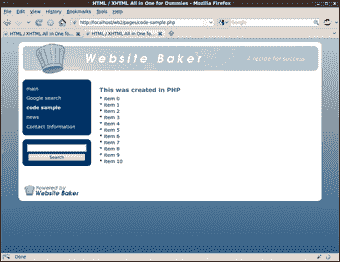 HTML / XHTML All in One for Dummies - Mozilla Firefox
File Edit View History Bookmarks Tools Help
http://localhost/wb2/pages/code-sample.php
Google
HTML / XHTML All in One for Dum...
HTML / XHTML All in One for Dum...
Website Baker
A recipe for success
main
Google search
code sample
news
Contact Information
Search
This was created in PHP
* Item 0
* Item 1
* Item 2
* Item 3
* Item 4
* Item 5
* Item 6
* Item 7
* Item 8
* Item 9
* Item 10
Powered by
Website Baker
Done